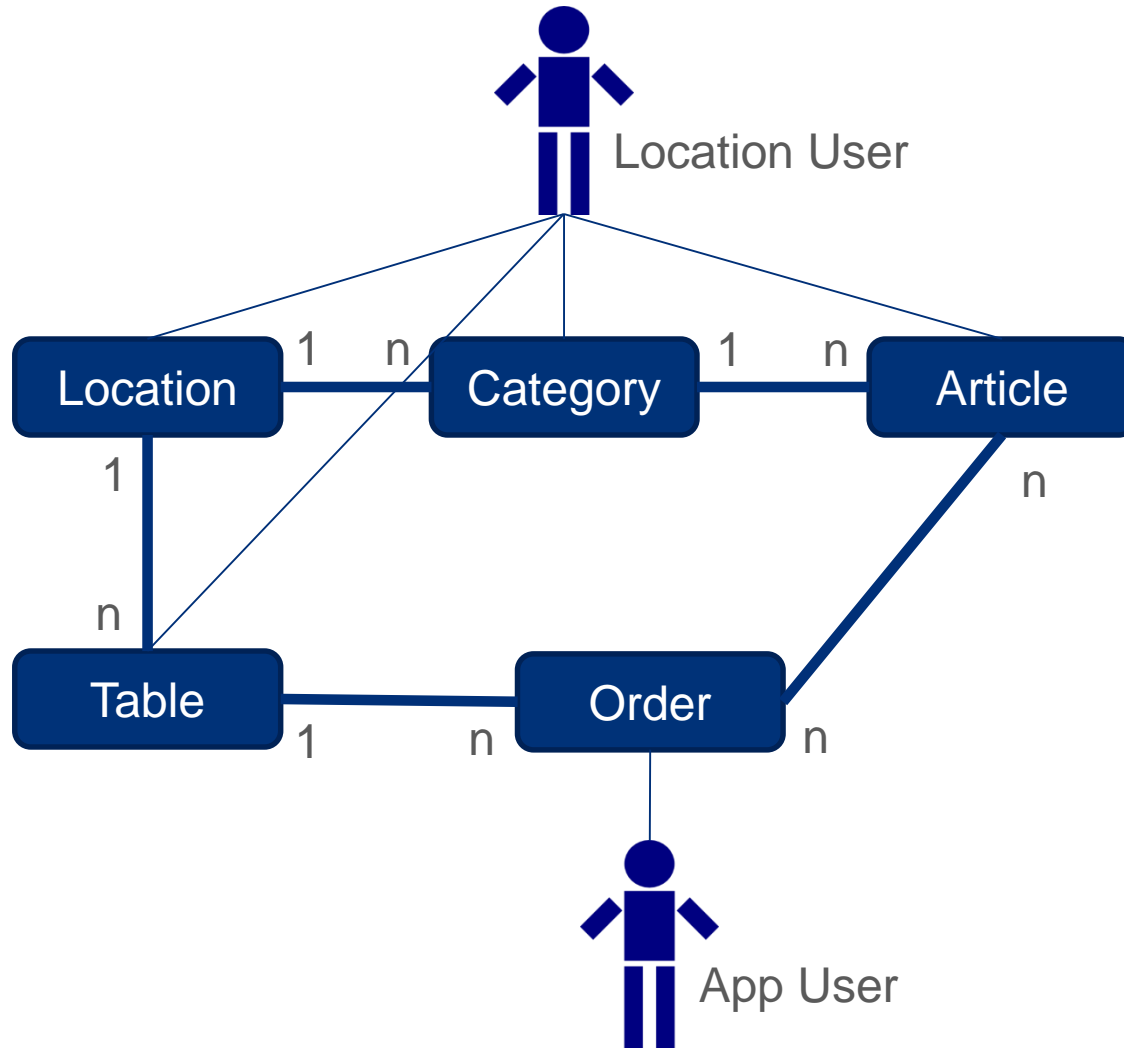 Location User
1 n 1 n
Location Category Article
1 n
n
Table Order
1 n n
App User